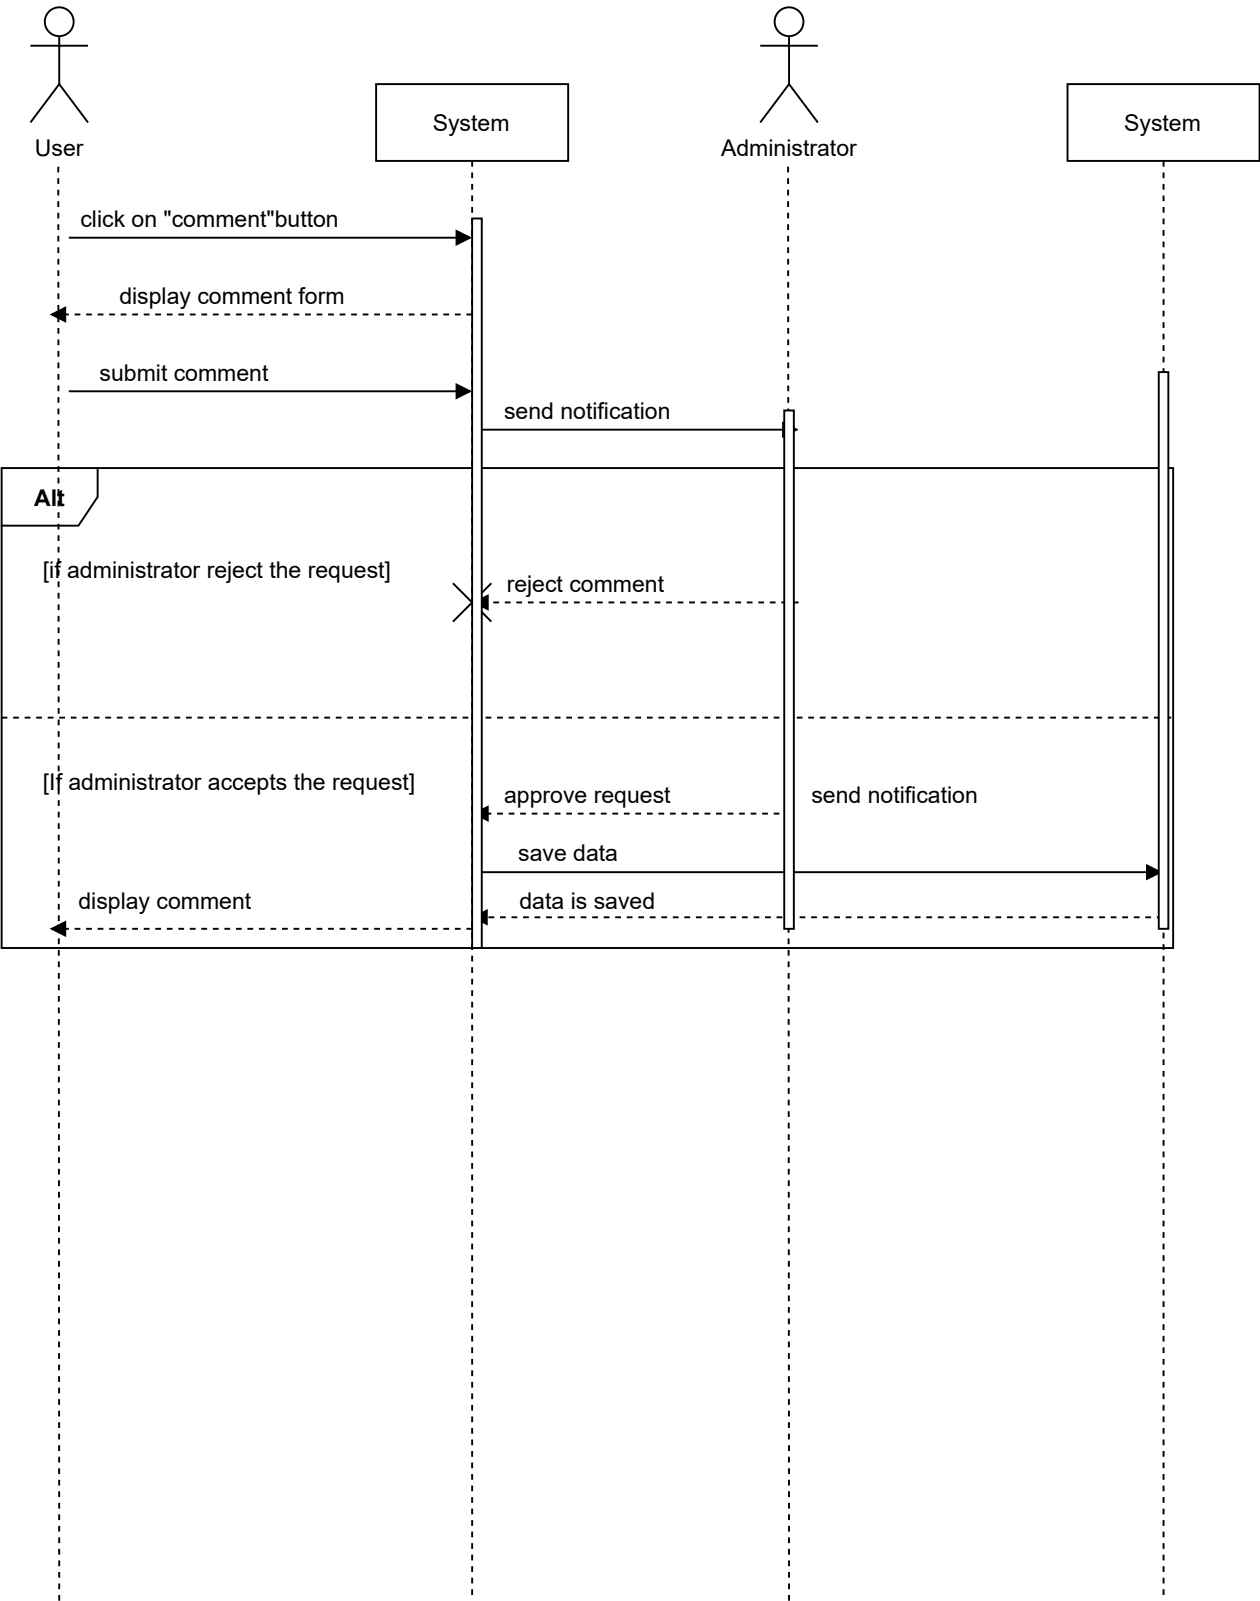 User
System
Administrator
System
click on "comment"button
display comment form
submit comment
send notification
Alt
[if administrator reject the request]
reject comment
[If administrator accepts the request]
approve request
send notification
save data
display comment
data is saved